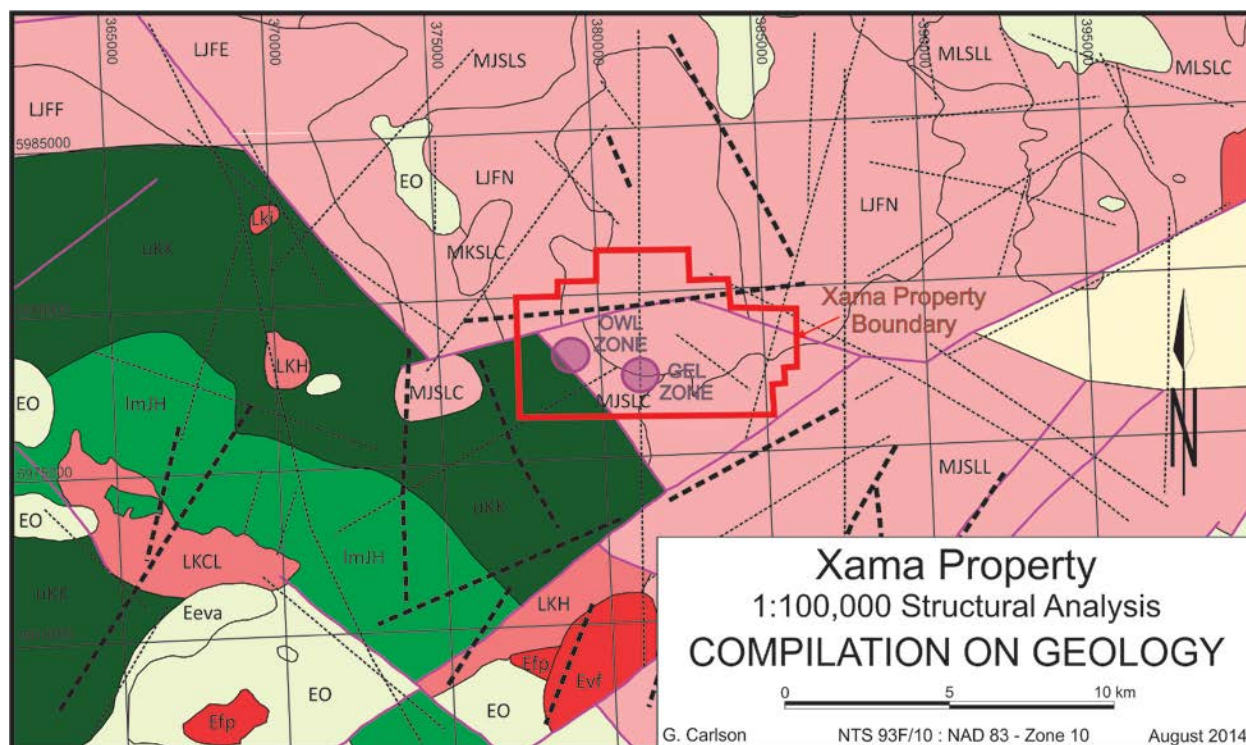 365000
370000
375000
380000
385000
395000
LJFE
MJSLS
MLSLL
MLSLC
LJFF
5985000
EO
LJFN
LJFN
Lki
uKK
MKSLC
Xama Property
Boundary
OWL
ZONE
LKH
GEL
ZONE
EO
lmJH
MJSLC
MJSLC
N
5975000
MJSLL
EO
uKK
LKCL
lmJH
uKK
Eeva
LKH
Efp
Evf
EO
EO
Efp
Xama Property
1:100,000 Structural Analysis
COMPILATION ON GEOLOGY
0 5 10 km
G. Carlson NTS 93F/10 : NAD 83 - Zone 10 August 2014